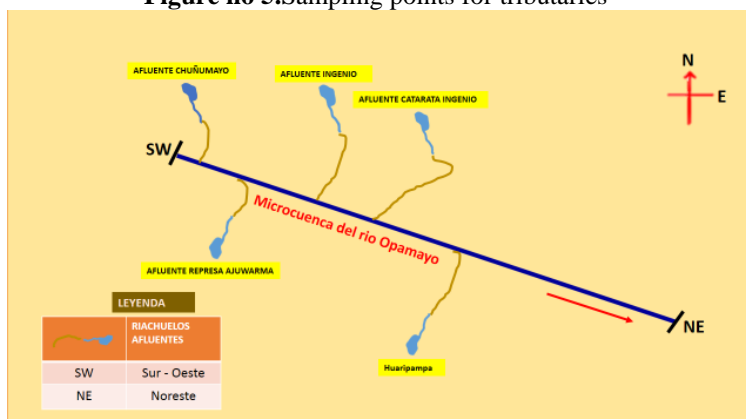 Figure no 3.Sampling points for tributaries
AFLUENTE CHUÑUMAYO
AFLUENTE INGENIO
AFLUENTE CATARATA INGENIO
N
E
SW
Microcuenca del rio Opamayo
AFLUENTE REPRESA AJUWARMA
NE
Huaripampa
LEYENDA
RIACHUELOS
AFLUENTES
SW Sur - Oeste
NE Noreste